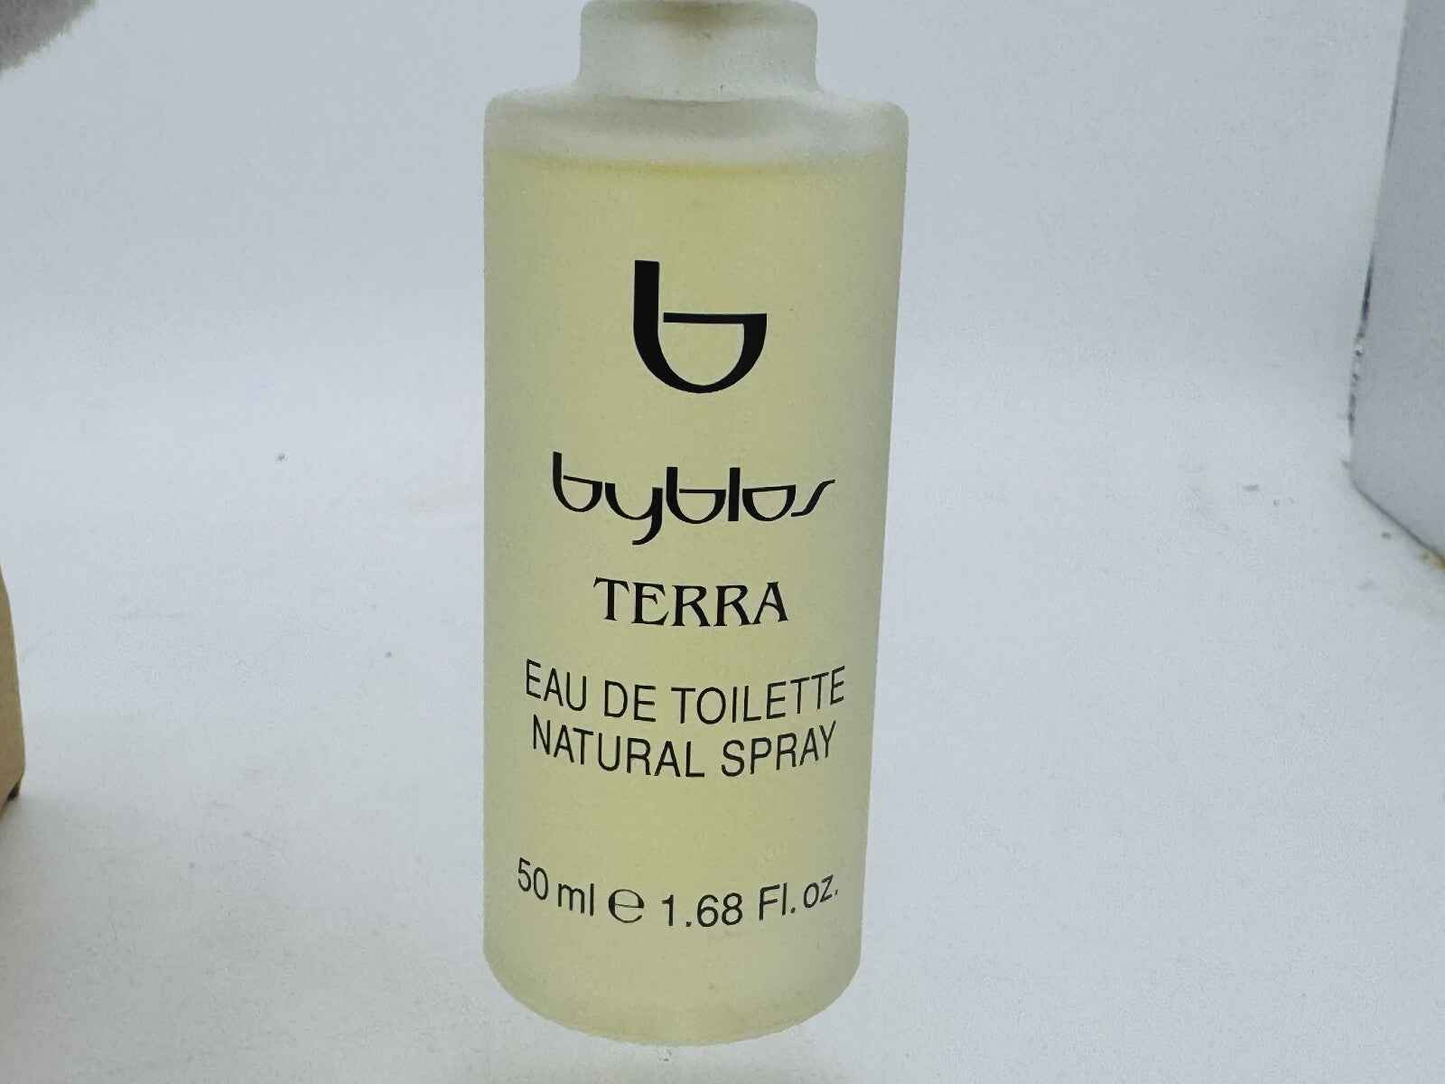 b
byblos
TERRA
EAU DE TOILETTE
NATURAL SPRAY
50 ml ℮ 1.68 Fl. oz.